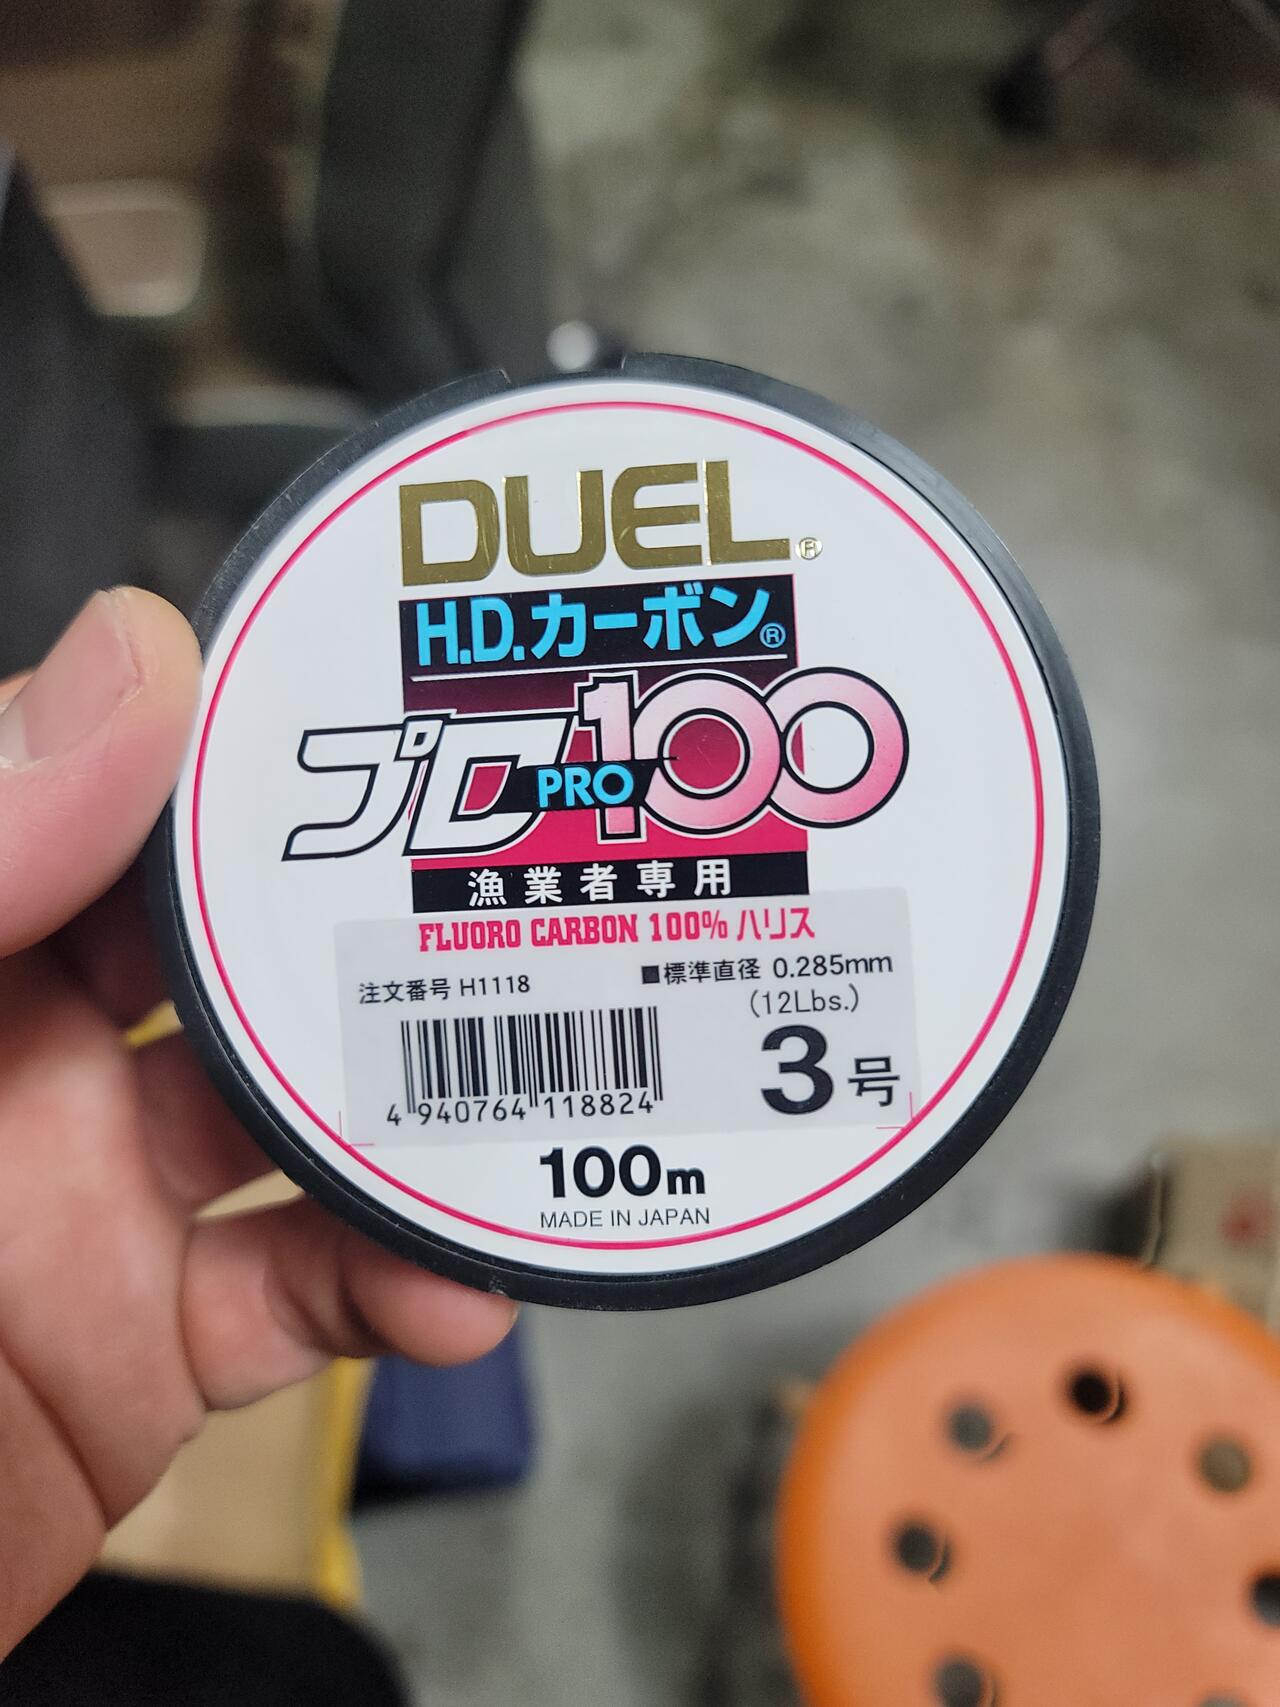 DUEL®
H.D.カーボン®
プロ PRO 100
漁業者専用
FLUORO CARBON 100% ハリス
注文番号 H1118
■標準直径 0.285mm
(12Lbs.)
3号
4 940764 118824
100m
MADE IN JAPAN